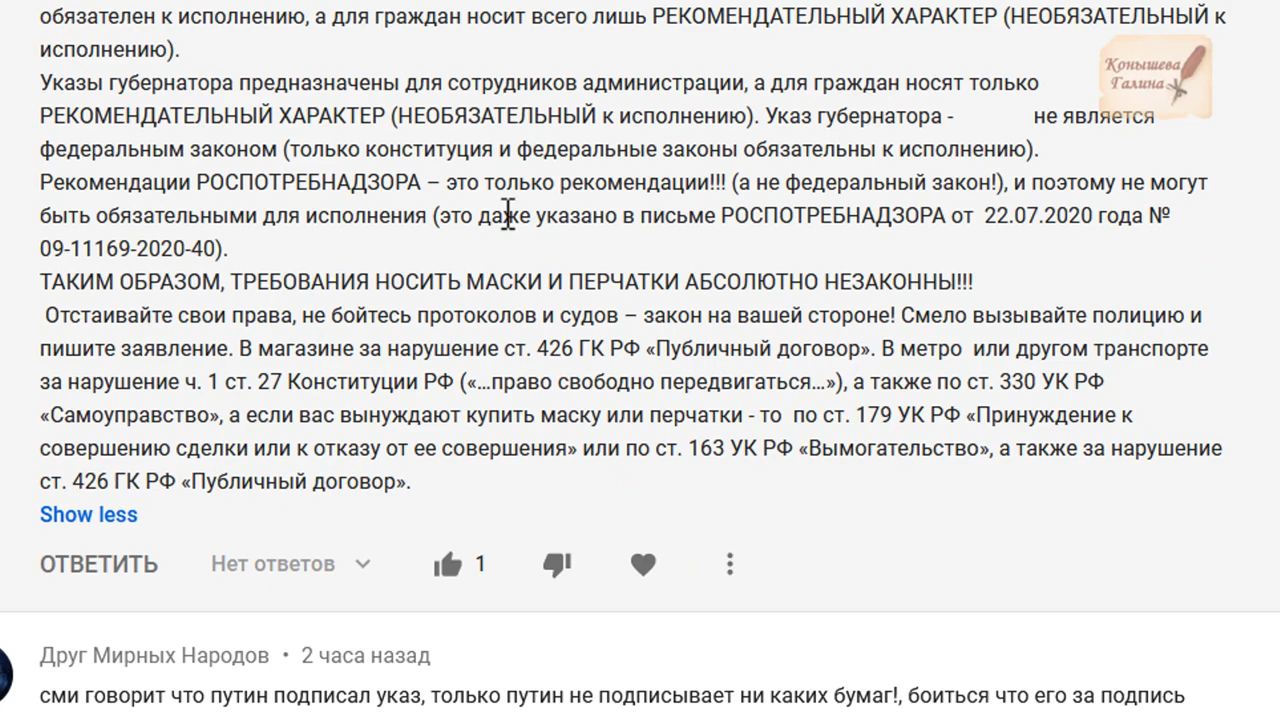 обязателен к исполнению, а для граждан носит всего лишь РЕКОМЕНДАТЕЛЬНЫЙ ХАРАКТЕР (НЕОБЯЗАТЕЛЬНЫЙ к
исполнению).
Указы губернатора предназначены для сотрудников администрации, а для граждан носят только
РЕКОМЕНДАТЕЛЬНЫЙ ХАРАКТЕР (НЕОБЯЗАТЕЛЬНЫЙ к исполнению). Указ губернатора - не является
федеральным законом (только конституция и федеральные законы обязательны к исполнению).
Рекомендации РОСПОТРЕБНАДЗОРА – это только рекомендации!!! (а не федеральный закон!), и поэтому не могут
быть обязательными для исполнения (это даже указано в письме РОСПОТРЕБНАДЗОРА от 22.07.2020 года №
09-11169-2020-40).
ТАКИМ ОБРАЗОМ, ТРЕБОВАНИЯ НОСИТЬ МАСКИ И ПЕРЧАТКИ АБСОЛЮТНО НЕЗАКОННЫ!!!
Отстаивайте свои права, не бойтесь протоколов и судов – закон на вашей стороне! Смело вызывайте полицию и
пишите заявление. В магазине за нарушение ст. 426 ГК РФ «Публичный договор». В метро или другом транспорте
за нарушение ч. 1 ст. 27 Конституции РФ («…право свободно передвигаться…»), а также по ст. 330 УК РФ
«Самоуправство», а если вас вынуждают купить маску или перчатки - то по ст. 179 УК РФ «Принуждение к
совершению сделки или к отказу от ее совершения» или по ст. 163 УК РФ «Вымогательство», а также за нарушение
ст. 426 ГК РФ «Публичный договор».
Show less
ОТВЕТИТЬ Нет ответов 1
Друг Мирных Народов • 2 часа назад
сми говорит что путин подписал указ, только путин не подписывает ни каких бумаг!, боиться что его за подпись
Конышева
Галина